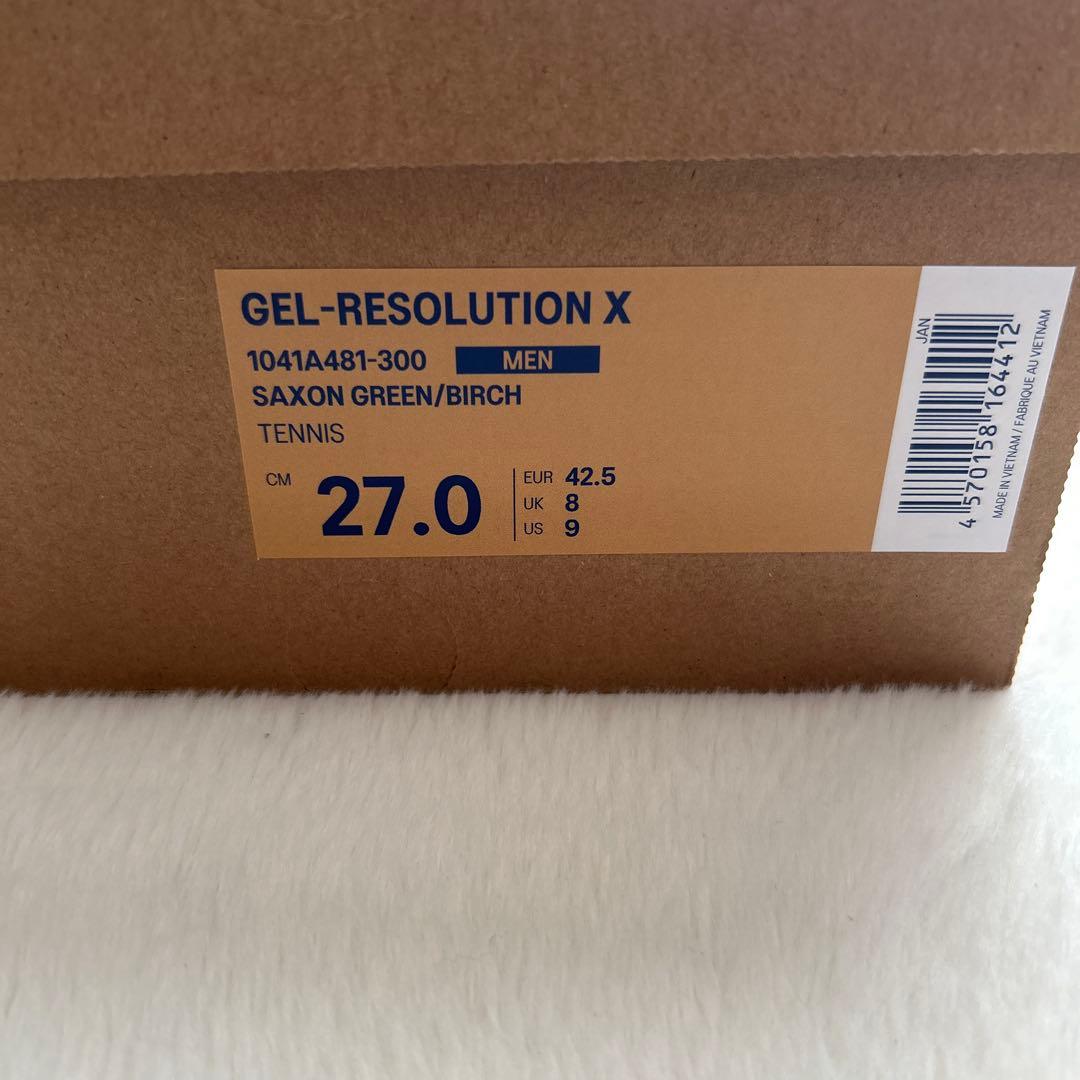 GEL-RESOLUTION X
1041A481-300 MEN
SAXON GREEN/BIRCH
TENNIS
CM 27.0
EUR 42.5
UK 8
US 9
JAN
4 570158 164412
MADE IN VIETNAM / FABRIQUE AU VIETNAM